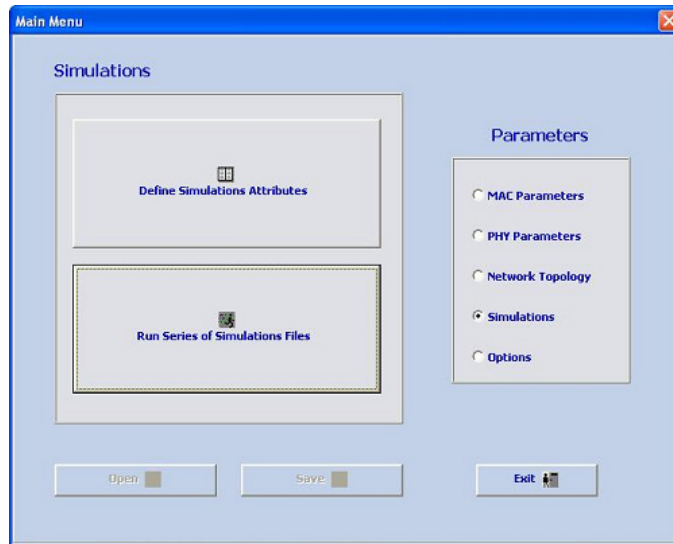 Main Menu
Simulations
Define Simulations Attributes
Run Series of Simulations Files
Parameters
MAC Parameters
PHY Parameters
Network Topology
Simulations
Options
Open
Save
Exit